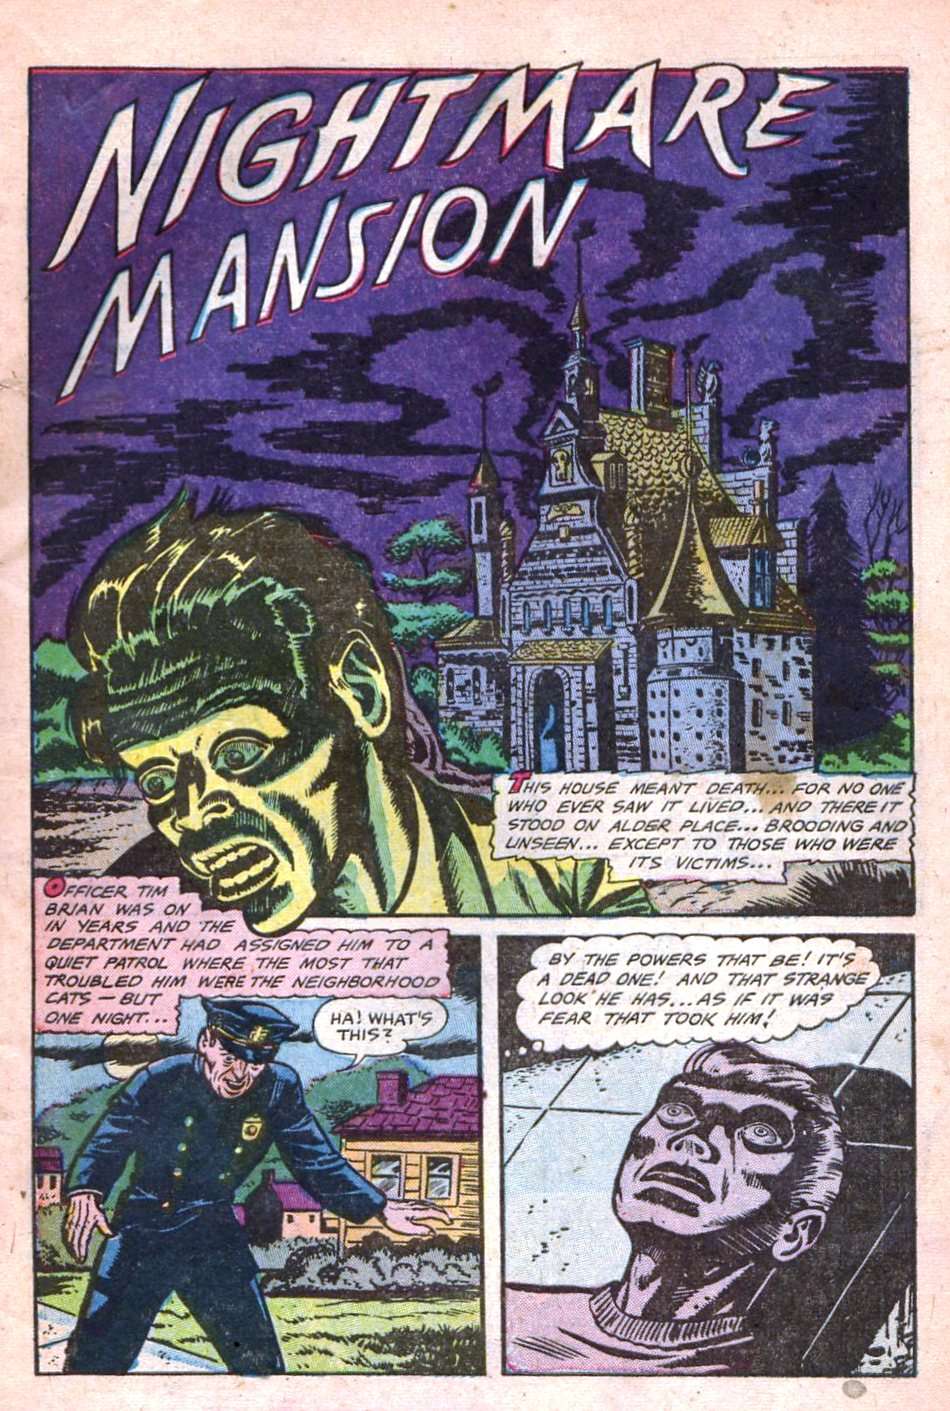 NIGHTMARE
MANSION
THIS HOUSE MEANT DEATH... FOR NO ONE
WHO EVER SAW IT LIVED... AND THERE IT
STOOD ON ALDER PLACE... BROODING AND
UNSEEN... EXCEPT TO THOSE WHO WERE
ITS VICTIMS...
OFFICER TIM
BRIAN WAS ON
IN YEARS AND THE
DEPARTMENT HAD ASSIGNED HIM TO A
QUIET PATROL WHERE THE MOST THAT
TROUBLED HIM WERE THE NEIGHBORHOOD
CATS — BUT
ONE NIGHT...
HA! WHAT'S
THIS?
BY THE POWERS THAT BE! IT'S
A DEAD ONE! AND THAT STRANGE
LOOK HE HAS... AS IF IT WAS
FEAR THAT TOOK HIM!